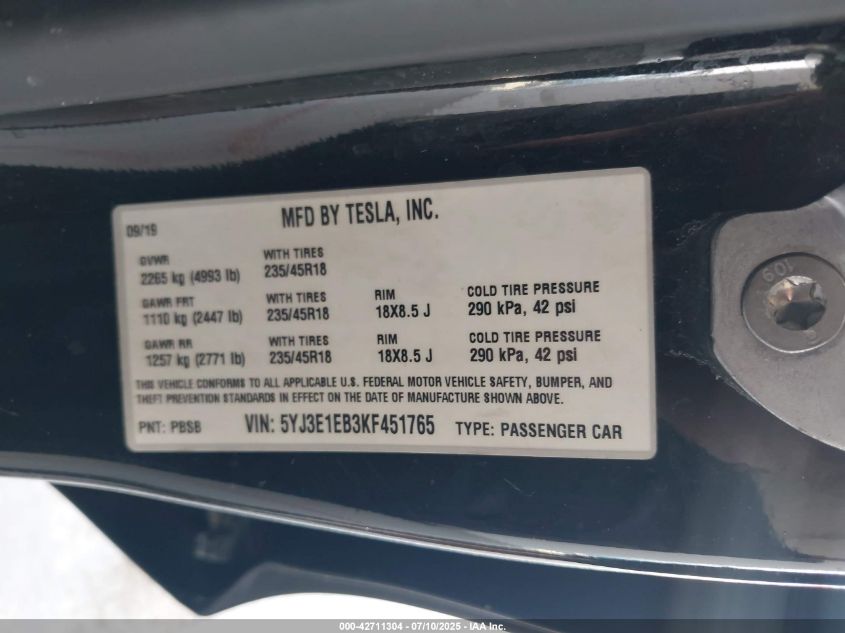 09/19
MFD BY TESLA, INC.
GVWR
2265 kg (4993 lb)
WITH TIRES
235/45R18
GAWR FRT
1110 kg (2447 lb)
WITH TIRES
235/45R18
RIM
18X8.5 J
COLD TIRE PRESSURE
290 kPa, 42 psi
GAWR RR
1257 kg (2771 lb)
WITH TIRES
235/45R18
RIM
18X8.5 J
COLD TIRE PRESSURE
290 kPa, 42 psi
THIS VEHICLE CONFORMS TO ALL APPLICABLE U.S. FEDERAL MOTOR VEHICLE SAFETY, BUMPER, AND
THEFT PREVENTION STANDARDS IN EFFECT ON THE DATE OF MANUFACTURE SHOWN ABOVE.
PNT: PBSB VIN: 5YJ3E1EB3KF451765 TYPE: PASSENGER CAR
000-42711304 - 07/10/2025 - IAA Inc.